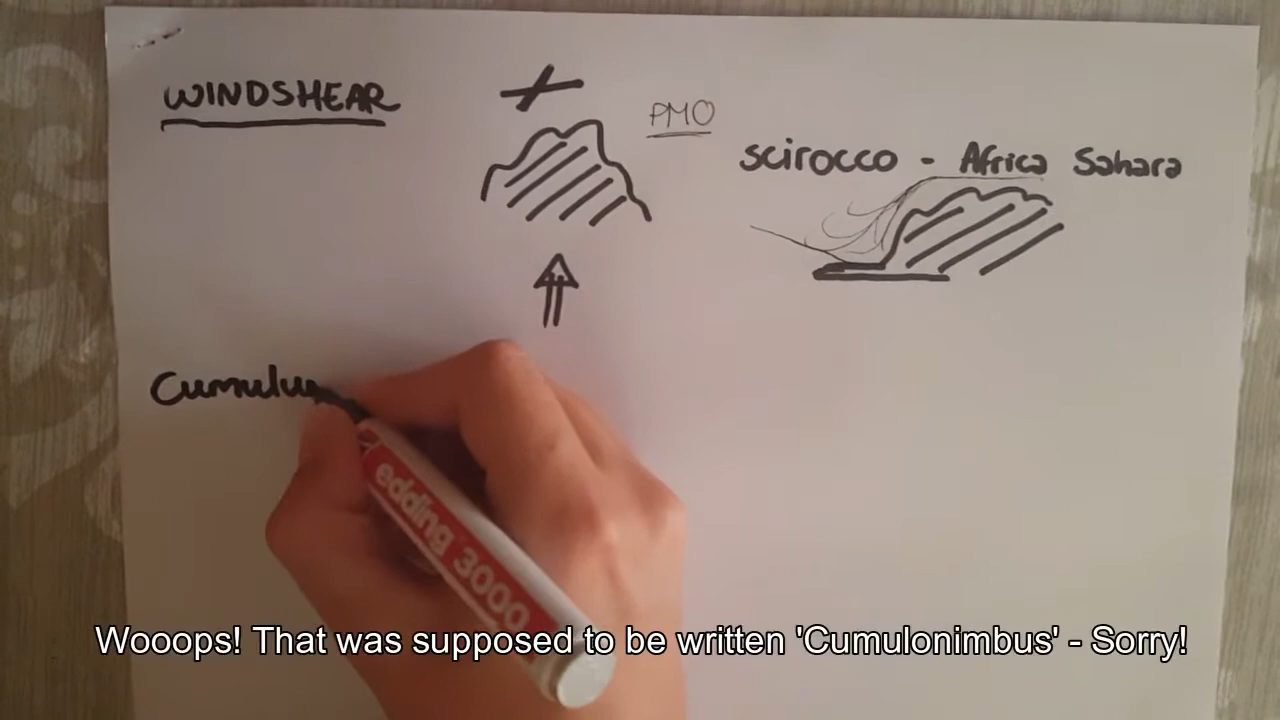 WINDSHEAR
PMO
scirocco - Africa Sahara
Cumulu
edding 3000
Wooops! That was supposed to be written 'Cumulonimbus' - Sorry!